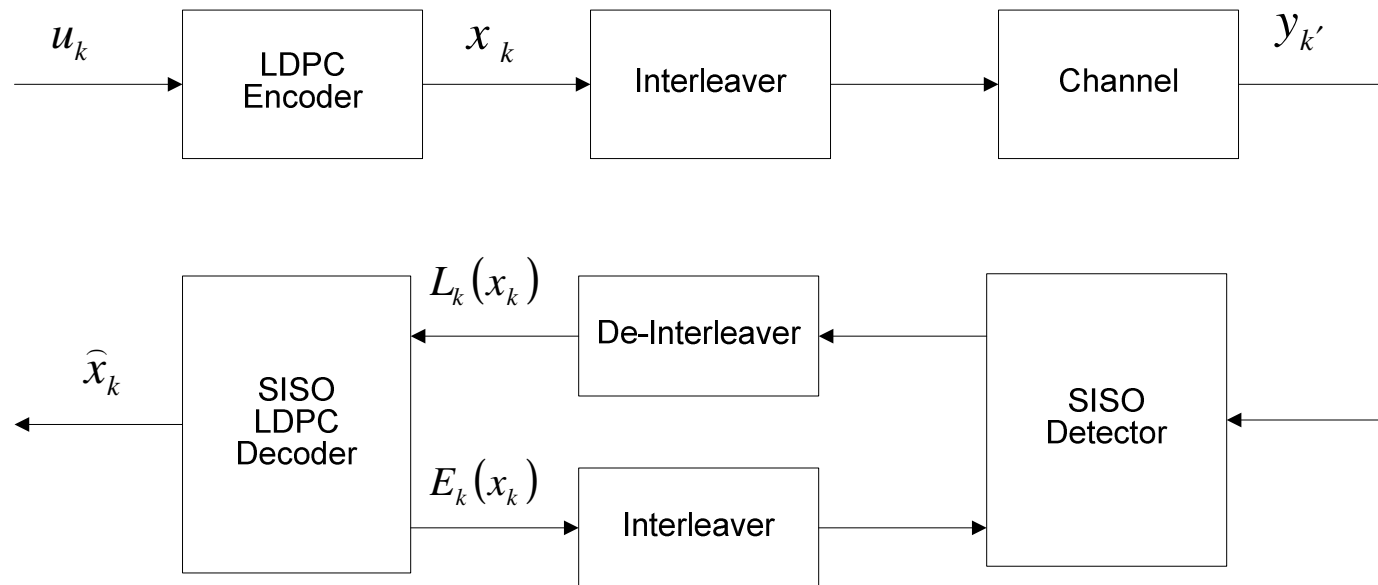 u_k
LDPC
Encoder
x_k
Interleaver
Channel
y_{k′}
x̂_k
SISO
LDPC
Decoder
L_k(x_k)
De-Interleaver
E_k(x_k)
Interleaver
SISO
Detector